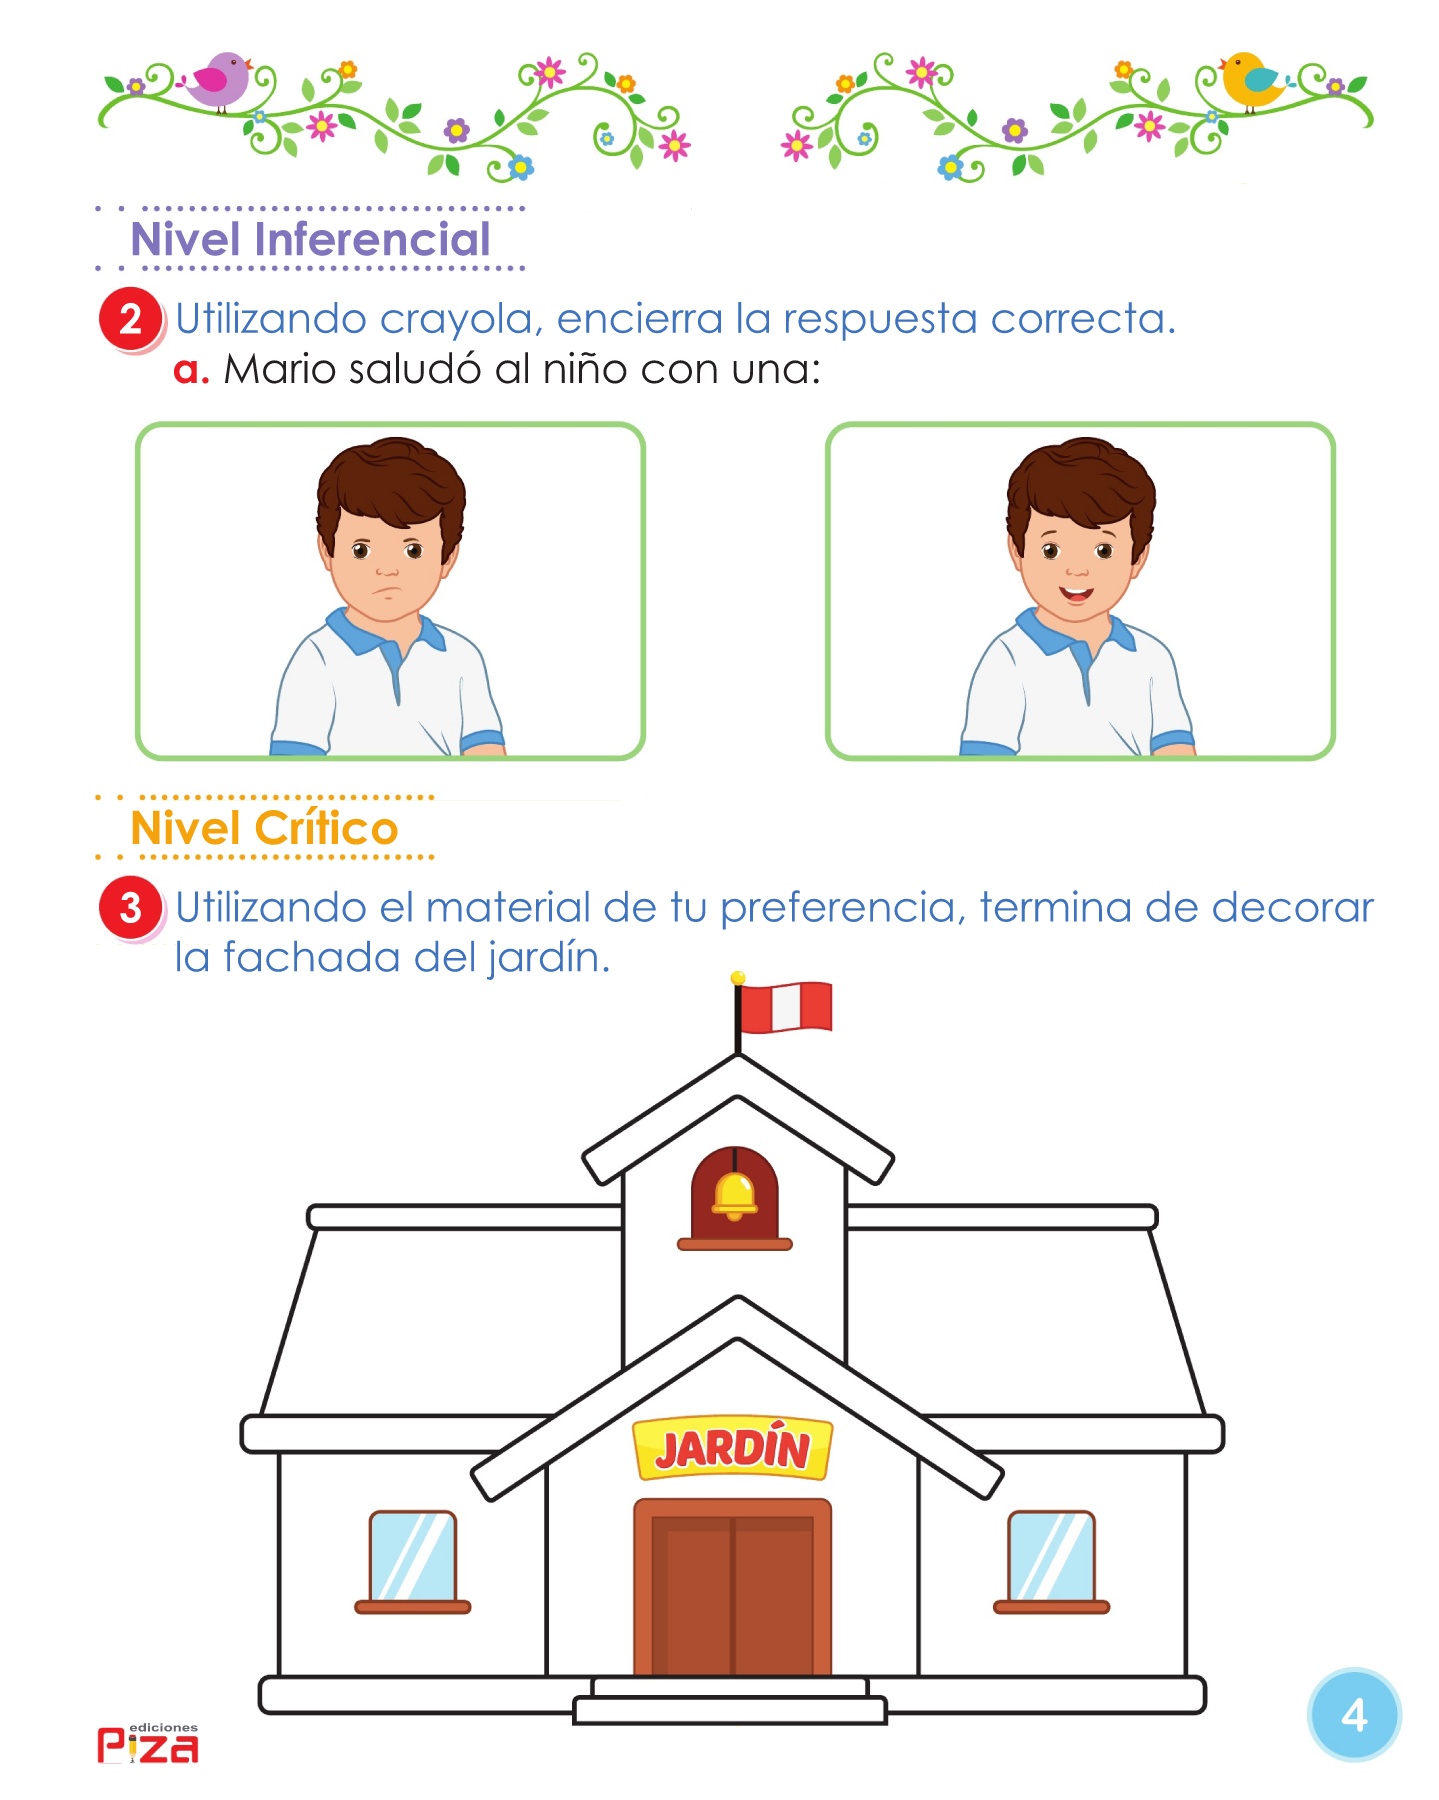 Nivel Inferencial
2 Utilizando crayola, encierra la respuesta correcta.
a. Mario saludó al niño con una:
Nivel Crítico
3 Utilizando el material de tu preferencia, termina de decorar
la fachada del jardín.
JARDÍN
ediciones
Piza
4